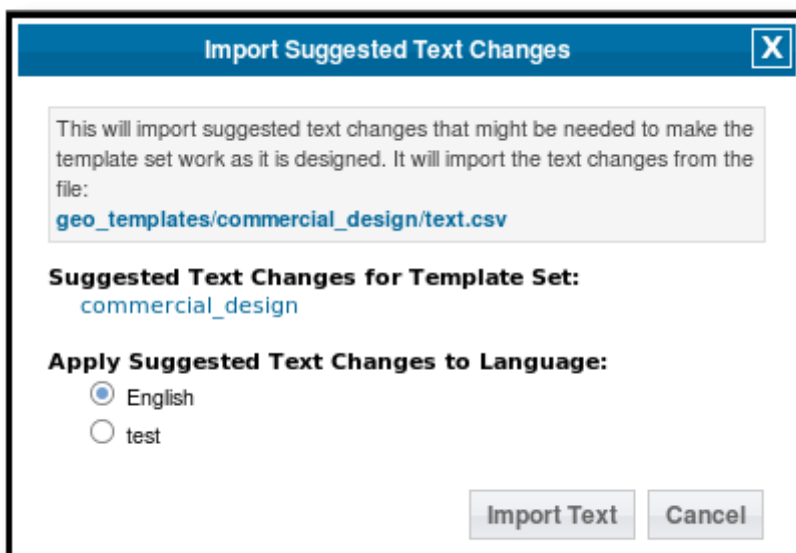 Import Suggested Text Changes
X
This will import suggested text changes that might be needed to make the
template set work as it is designed. It will import the text changes from the
file:
geo_templates/commercial_design/text.csv
Suggested Text Changes for Template Set:
commercial_design
Apply Suggested Text Changes to Language:
English
test
Import Text
Cancel